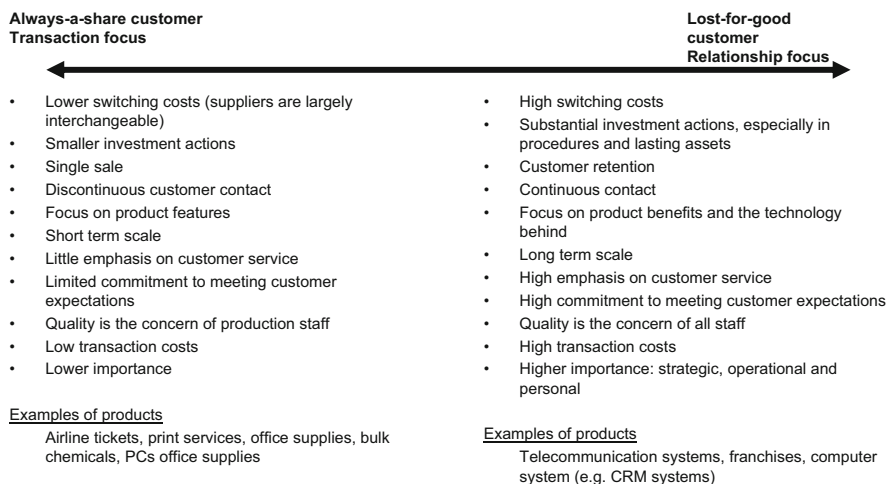 Always-a-share customer
Transaction focus
Lost-for-good
customer
Relationship focus
• Lower switching costs (suppliers are largely
interchangeable)
• Smaller investment actions
• Single sale
• Discontinuous customer contact
• Focus on product features
• Short term scale
• Little emphasis on customer service
• Limited commitment to meeting customer
expectations
• Quality is the concern of production staff
• Low transaction costs
• Lower importance
Examples of products
Airline tickets, print services, office supplies, bulk
chemicals, PCs office supplies
• High switching costs
• Substantial investment actions, especially in
procedures and lasting assets
• Customer retention
• Continuous contact
• Focus on product benefits and the technology
behind
• Long term scale
• High emphasis on customer service
• High commitment to meeting customer expectations
• Quality is the concern of all staff
• High transaction costs
• Higher importance: strategic, operational and
personal
Examples of products
Telecommunication systems, franchises, computer
system (e.g. CRM systems)